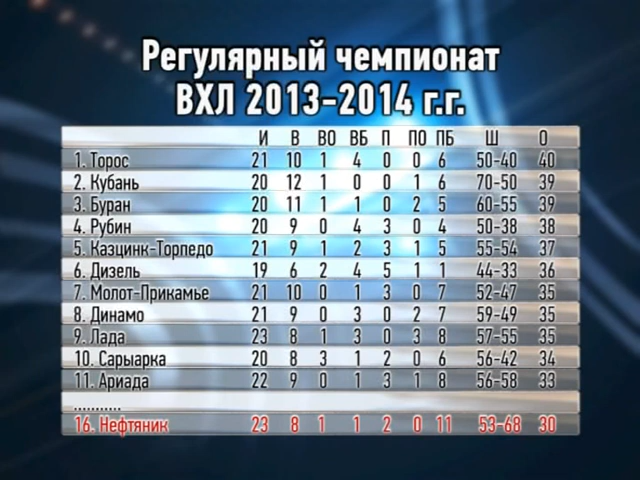 Регулярный чемпионат
ВХЛ 2013-2014 г.г.
И В ВО ВБ П ПО ПБ Ш О
1. Торос 21 10 1 4 0 0 6 50-40 40
2. Кубань 20 12 1 0 0 1 6 70-50 39
3. Буран 20 11 1 1 0 2 5 60-55 39
4. Рубин 20 9 0 4 3 0 4 50-38 38
5. Казцинк-Торпедо 21 9 1 2 3 1 5 55-54 37
6. Дизель 19 6 2 4 5 1 1 44-33 36
7. Молот-Прикамье 21 10 0 1 3 0 7 52-47 35
8. Динамо 21 9 0 3 0 2 7 59-49 35
9. Лада 23 8 1 3 0 3 8 57-55 35
10. Сарыарка 20 8 3 1 2 0 6 56-42 34
11. Ариада 22 9 0 1 3 1 8 56-58 33
...........
16. Нефтяник 23 8 1 1 2 0 11 53-68 30